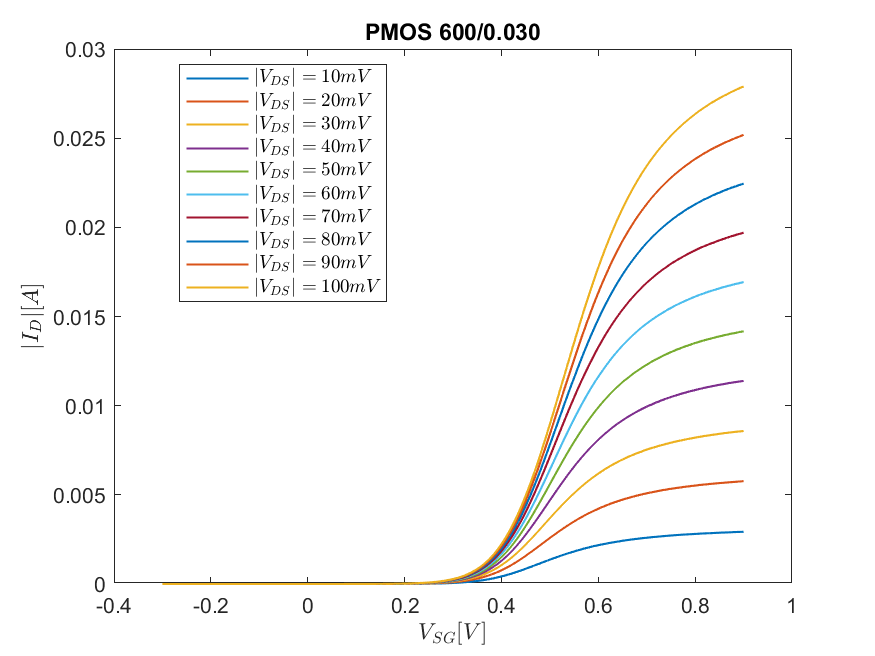 PMOS 600/0.030
0.03
0.025
0.02
0.015
0.01
0.005
0
|I_D|[A]
|V_DS| = 10mV
|V_DS| = 20mV
|V_DS| = 30mV
|V_DS| = 40mV
|V_DS| = 50mV
|V_DS| = 60mV
|V_DS| = 70mV
|V_DS| = 80mV
|V_DS| = 90mV
|V_DS| = 100mV
-0.4 -0.2 0 0.2 0.4 0.6 0.8 1
V_SG[V]